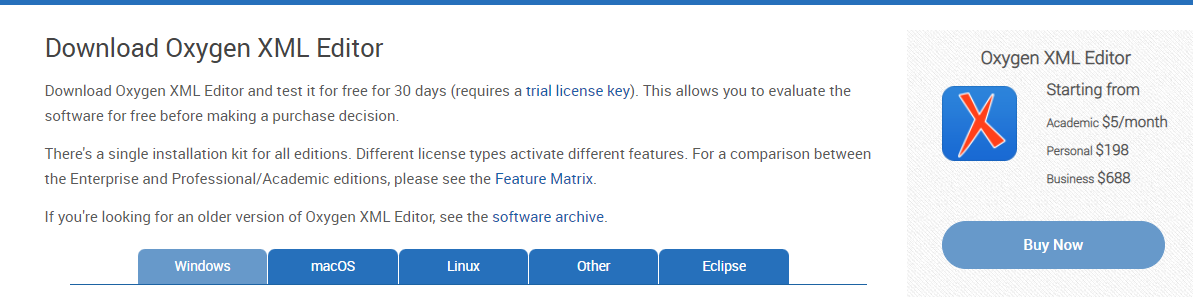 Download Oxygen XML Editor
Download Oxygen XML Editor and test it for free for 30 days (requires a trial license key). This allows you to evaluate the
software for free before making a purchase decision.
There's a single installation kit for all editions. Different license types activate different features. For a comparison between
the Enterprise and Professional/Academic editions, please see the Feature Matrix.
If you're looking for an older version of Oxygen XML Editor, see the software archive.
Windows
macOS
Linux
Other
Eclipse
Oxygen XML Editor
Starting from
Academic $5/month
Personal $198
Business $688
Buy Now